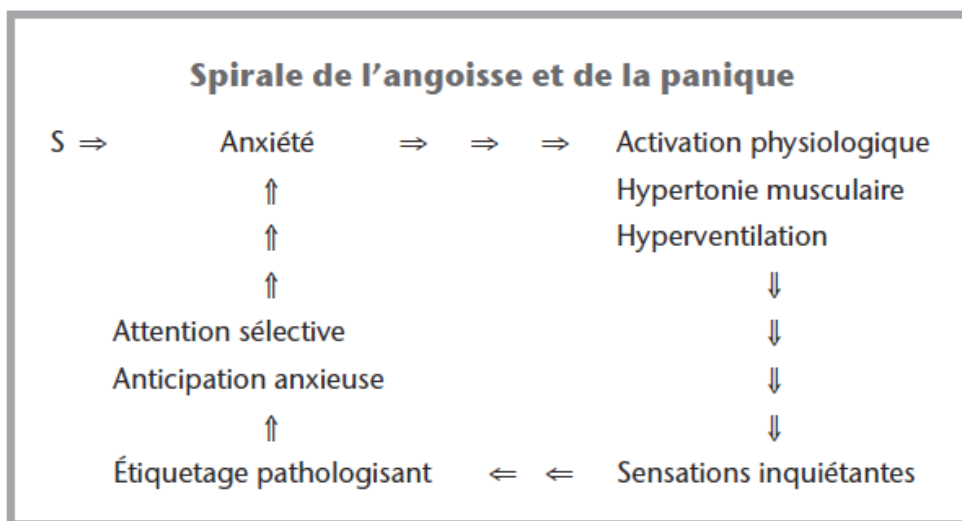 Spirale de l'angoisse et de la panique
S ⇒ Anxiété ⇒ ⇒ ⇒ Activation physiologique
⇑ Hypertonie musculaire
⇑ Hyperventilation
⇑ ⇓
Attention sélective ⇓
Anticipation anxieuse ⇓
⇑ ⇓
Étiquetage pathologisant ⇐ ⇐ Sensations inquiétantes